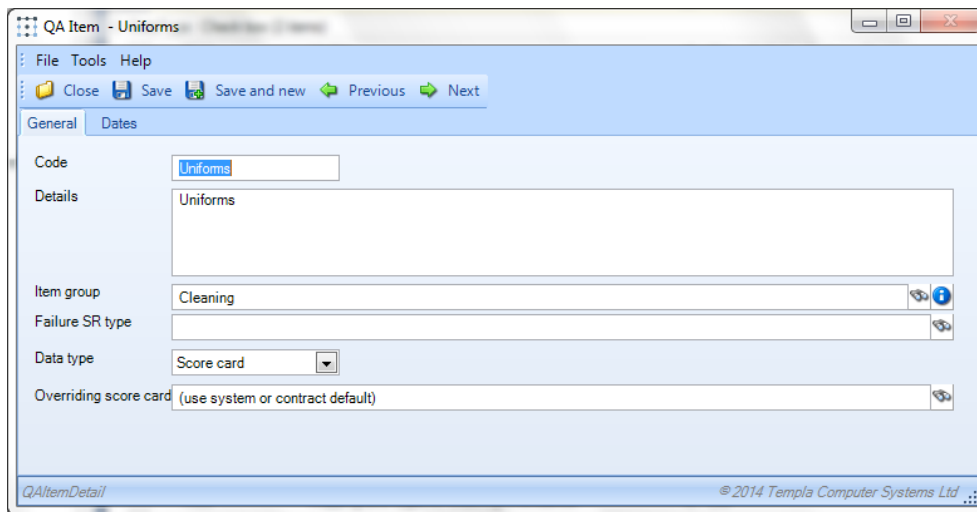 QA Item - Uniforms
File Tools Help
Close Save Save and new Previous Next
General Dates
Code Uniforms
Details Uniforms
Item group Cleaning
Failure SR type
Data type Score card
Overriding score card (use system or contract default)
QAItemDetail © 2014 Templa Computer Systems Ltd